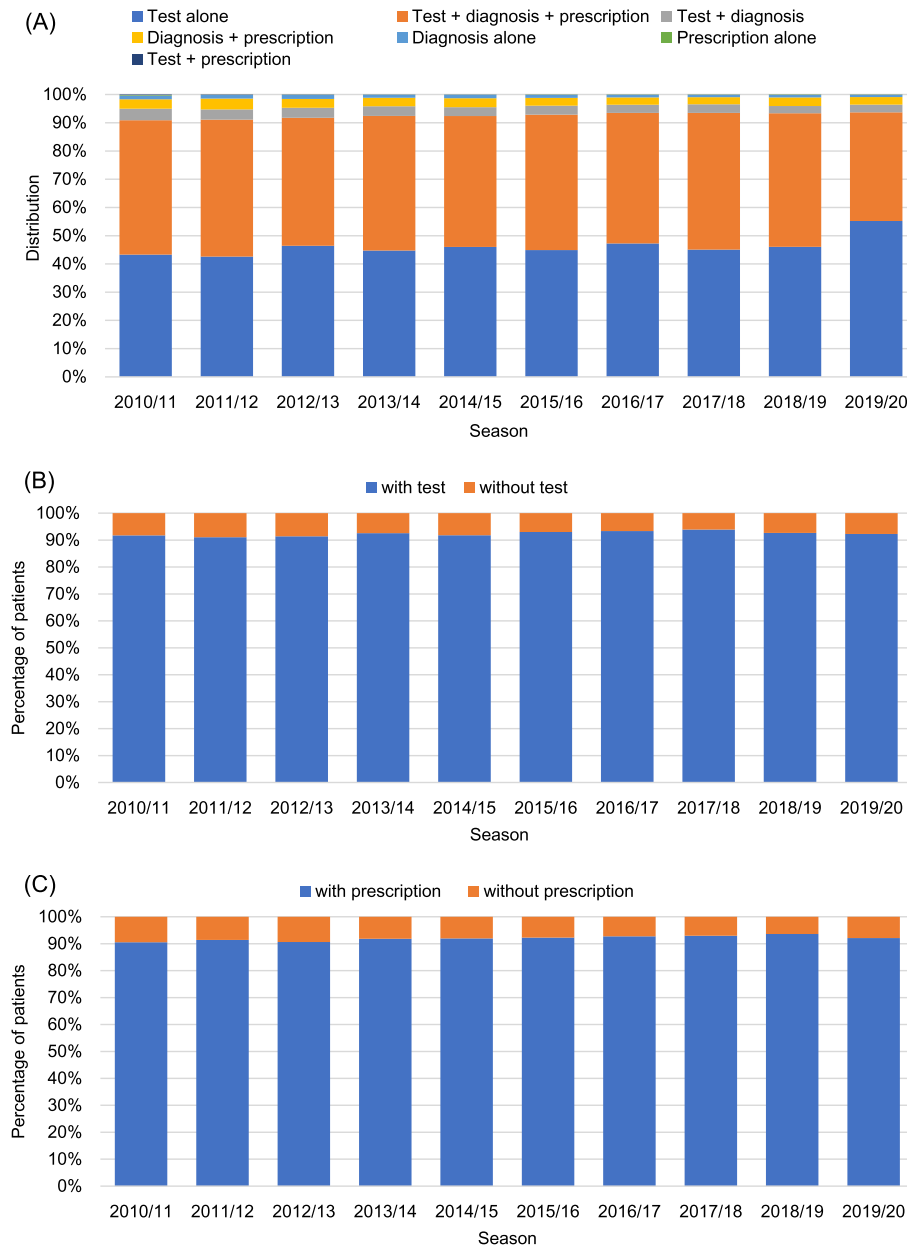 (A)
Test alone
Test + diagnosis + prescription
Test + diagnosis
Diagnosis + prescription
Diagnosis alone
Prescription alone
Test + prescription
100%
90%
80%
70%
60%
50%
40%
30%
20%
10%
0%
Distribution
2010/11 2011/12 2012/13 2013/14 2014/15 2015/16 2016/17 2017/18 2018/19 2019/20
Season
(B)
with test without test
100%
90%
80%
70%
60%
50%
40%
30%
20%
10%
0%
Percentage of patients
2010/11 2011/12 2012/13 2013/14 2014/15 2015/16 2016/17 2017/18 2018/19 2019/20
Season
(C)
with prescription without prescription
100%
90%
80%
70%
60%
50%
40%
30%
20%
10%
0%
Percentage of patients
2010/11 2011/12 2012/13 2013/14 2014/15 2015/16 2016/17 2017/18 2018/19 2019/20
Season